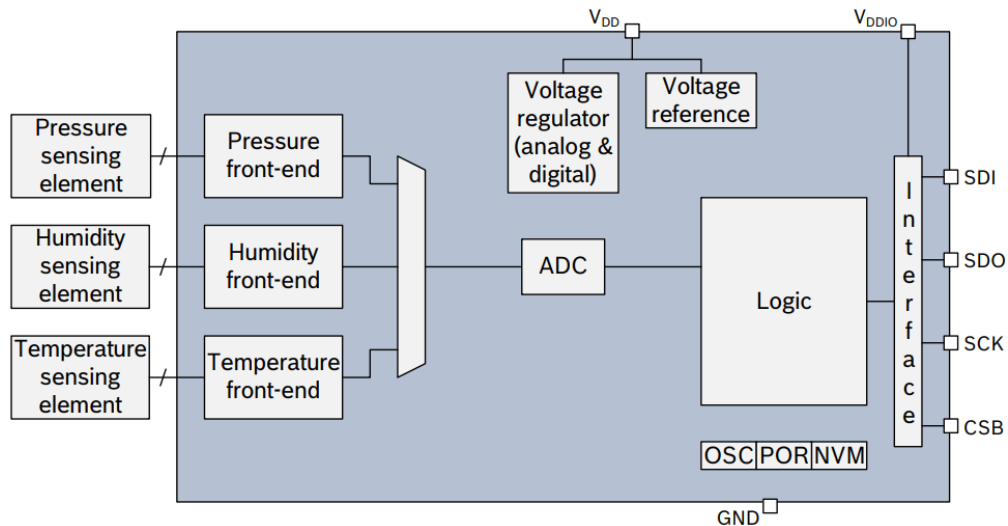 VDD
VDDIO
Voltage
regulator
(analog &
digital)
Voltage
reference
Pressure
sensing
element
Pressure
front-end
Humidity
sensing
element
Humidity
front-end
Temperature
sensing
element
Temperature
front-end
ADC
Logic
Interface
SDI
SDO
SCK
CSB
OSC POR NVM
GND